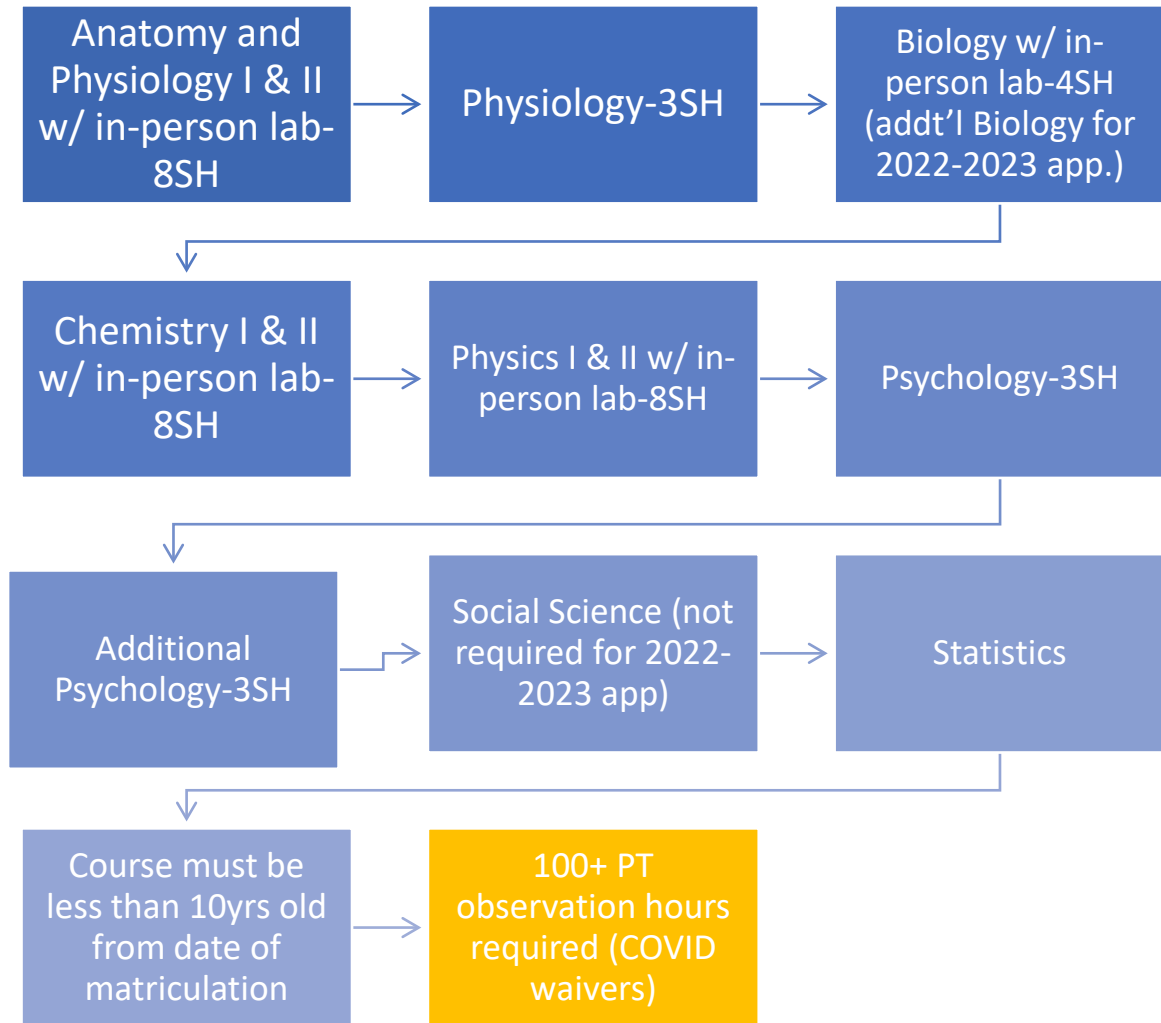 Anatomy and
Physiology I & II
w/ in-person lab-
8SH
Physiology-3SH
Biology w/ in-
person lab-4SH
(addt’l Biology for
2022-2023 app.)
Chemistry I & II
w/ in-person lab-
8SH
Physics I & II w/ in-
person lab-8SH
Psychology-3SH
Additional
Psychology-3SH
Social Science (not
required for 2022-
2023 app)
Statistics
Course must be
less than 10yrs old
from date of
matriculation
100+ PT
observation hours
required (COVID
waivers)